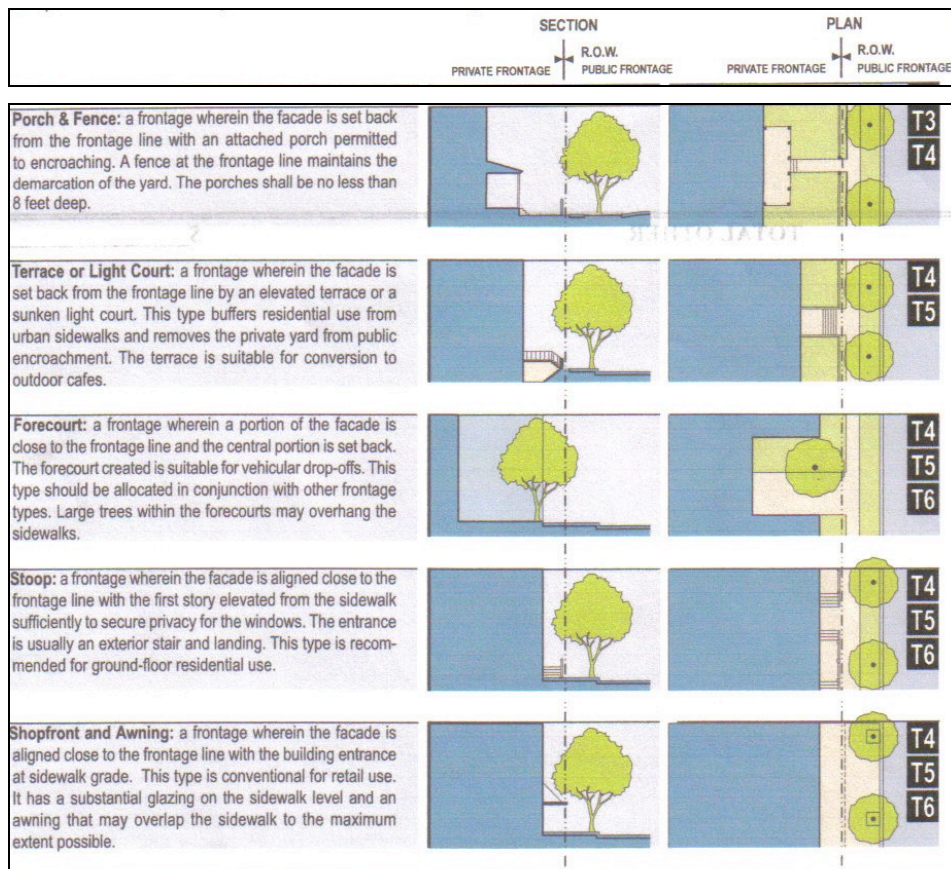 SECTION
PLAN
R.O.W.
R.O.W.
PRIVATE FRONTAGE
PUBLIC FRONTAGE
PRIVATE FRONTAGE
PUBLIC FRONTAGE
Porch & Fence: a frontage wherein the facade is set back
from the frontage line with an attached porch permitted
to encroaching. A fence at the frontage line maintains the
demarcation of the yard. The porches shall be no less than
8 feet deep.
T3
T4
TOTAL ORDER
Terrace or Light Court: a frontage wherein the facade is
set back from the frontage line by an elevated terrace or a
sunken light court. This type buffers residential use from
urban sidewalks and removes the private yard from public
encroachment. The terrace is suitable for conversion to
outdoor cafes.
T4
T5
Forecourt: a frontage wherein a portion of the facade is
close to the frontage line and the central portion is set back.
The forecourt created is suitable for vehicular drop-offs. This
type should be allocated in conjunction with other frontage
types. Large trees within the forecourts may overhang the
sidewalks.
T4
T5
T6
Stoop: a frontage wherein the facade is aligned close to the
frontage line with the first story elevated from the sidewalk
sufficiently to secure privacy for the windows. The entrance
is usually an exterior stair and landing. This type is recom-
mended for ground-floor residential use.
T4
T5
T6
Shopfront and Awning: a frontage wherein the facade is
aligned close to the frontage line with the building entrance
at sidewalk grade. This type is conventional for retail use.
It has a substantial glazing on the sidewalk level and an
awning that may overlap the sidewalk to the maximum
extent possible.
T4
T5
T6